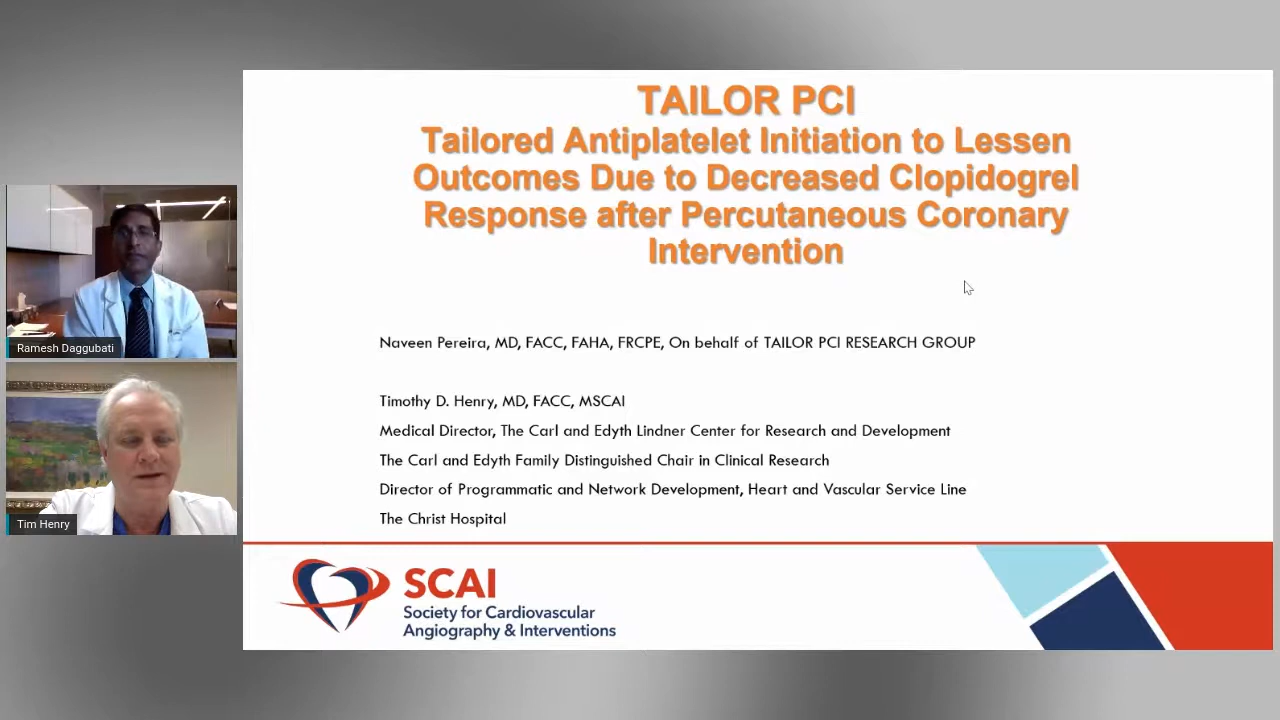 TAILOR PCI
Tailored Antiplatelet Initiation to Lessen
Outcomes Due to Decreased Clopidogrel
Response after Percutaneous Coronary
Intervention
Naveen Pereira, MD, FACC, FAHA, FRCPE, On behalf of TAILOR PCI RESEARCH GROUP
Timothy D. Henry, MD, FACC, MSCAI
Medical Director, The Carl and Edyth Lindner Center for Research and Development
The Carl and Edyth Family Distinguished Chair in Clinical Research
Director of Programmatic and Network Development, Heart and Vascular Service Line
The Christ Hospital
SCAI
Society for Cardiovascular
Angiography & Interventions
Ramesh Daggubati
Tim Henry